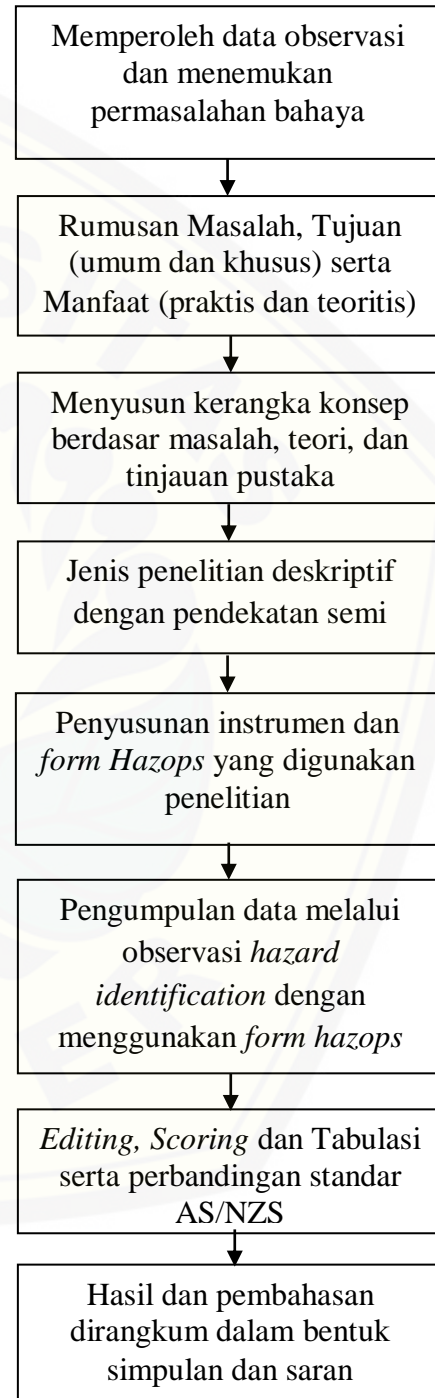 Memperoleh data observasi
dan menemukan
permasalahan bahaya
Rumusan Masalah, Tujuan
(umum dan khusus) serta
Manfaat (praktis dan teoritis)
Menyusun kerangka konsep
berdasar masalah, teori, dan
tinjauan pustaka
Jenis penelitian deskriptif
dengan pendekatan semi
Penyusunan instrumen dan
form Hazops yang digunakan
penelitian
Pengumpulan data melalui
observasi hazard
identification dengan
menggunakan form hazops
Editing, Scoring dan Tabulasi
serta perbandingan standar
AS/NZS
Hasil dan pembahasan
dirangkum dalam bentuk
simpulan dan saran